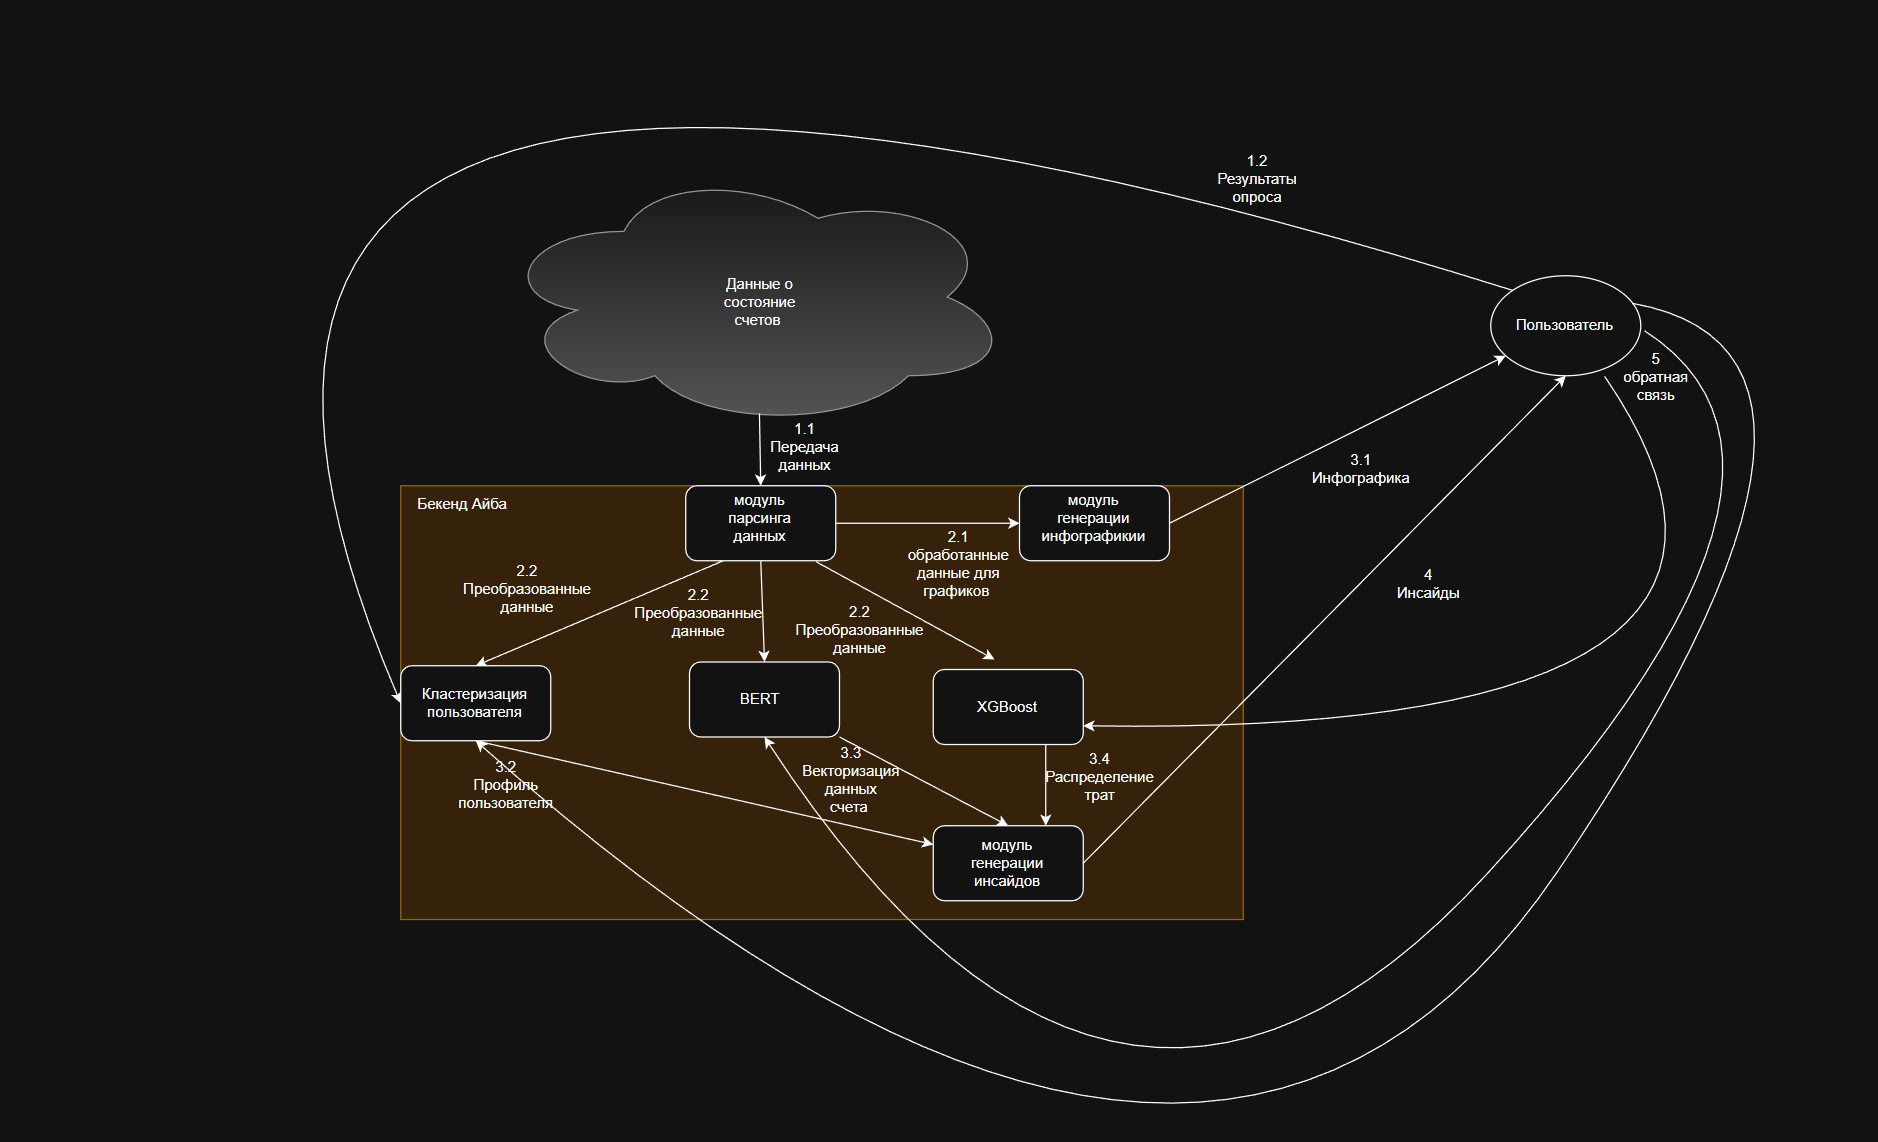 1.2
Результаты
опроса
Данные о
состояние
счетов
Пользователь
5
обратная
связь
1.1
Передача
данных
3.1
Инфографика
Бекенд Айба
модуль
парсинга
данных
модуль
генерации
инфографикии
2.1
обработанные
данные для
графиков
2.2
Преобразованные
данные
2.2
Преобразованные
данные
2.2
Преобразованные
данные
4
Инсайды
Кластеризация
пользователя
BERT
XGBoost
3.2
Профиль
пользователя
3.3
Векторизация
данных
счета
3.4
Распределение
трат
модуль
генерации
инсайдов